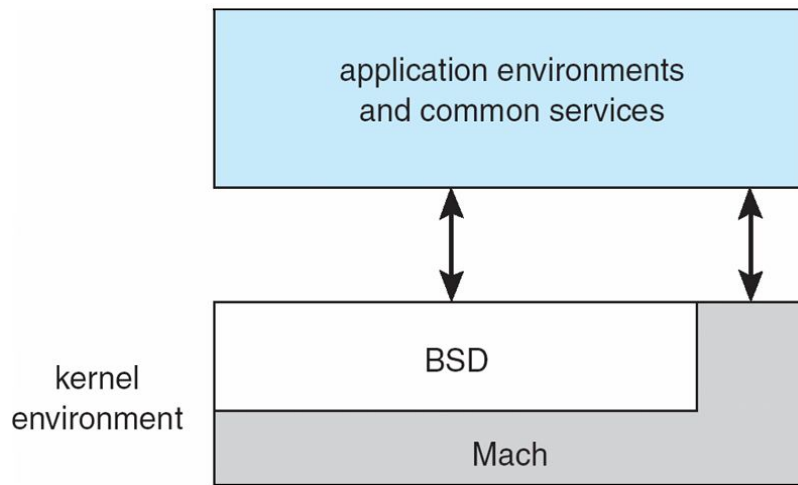 application environments
and common services
BSD
kernel
environment
Mach